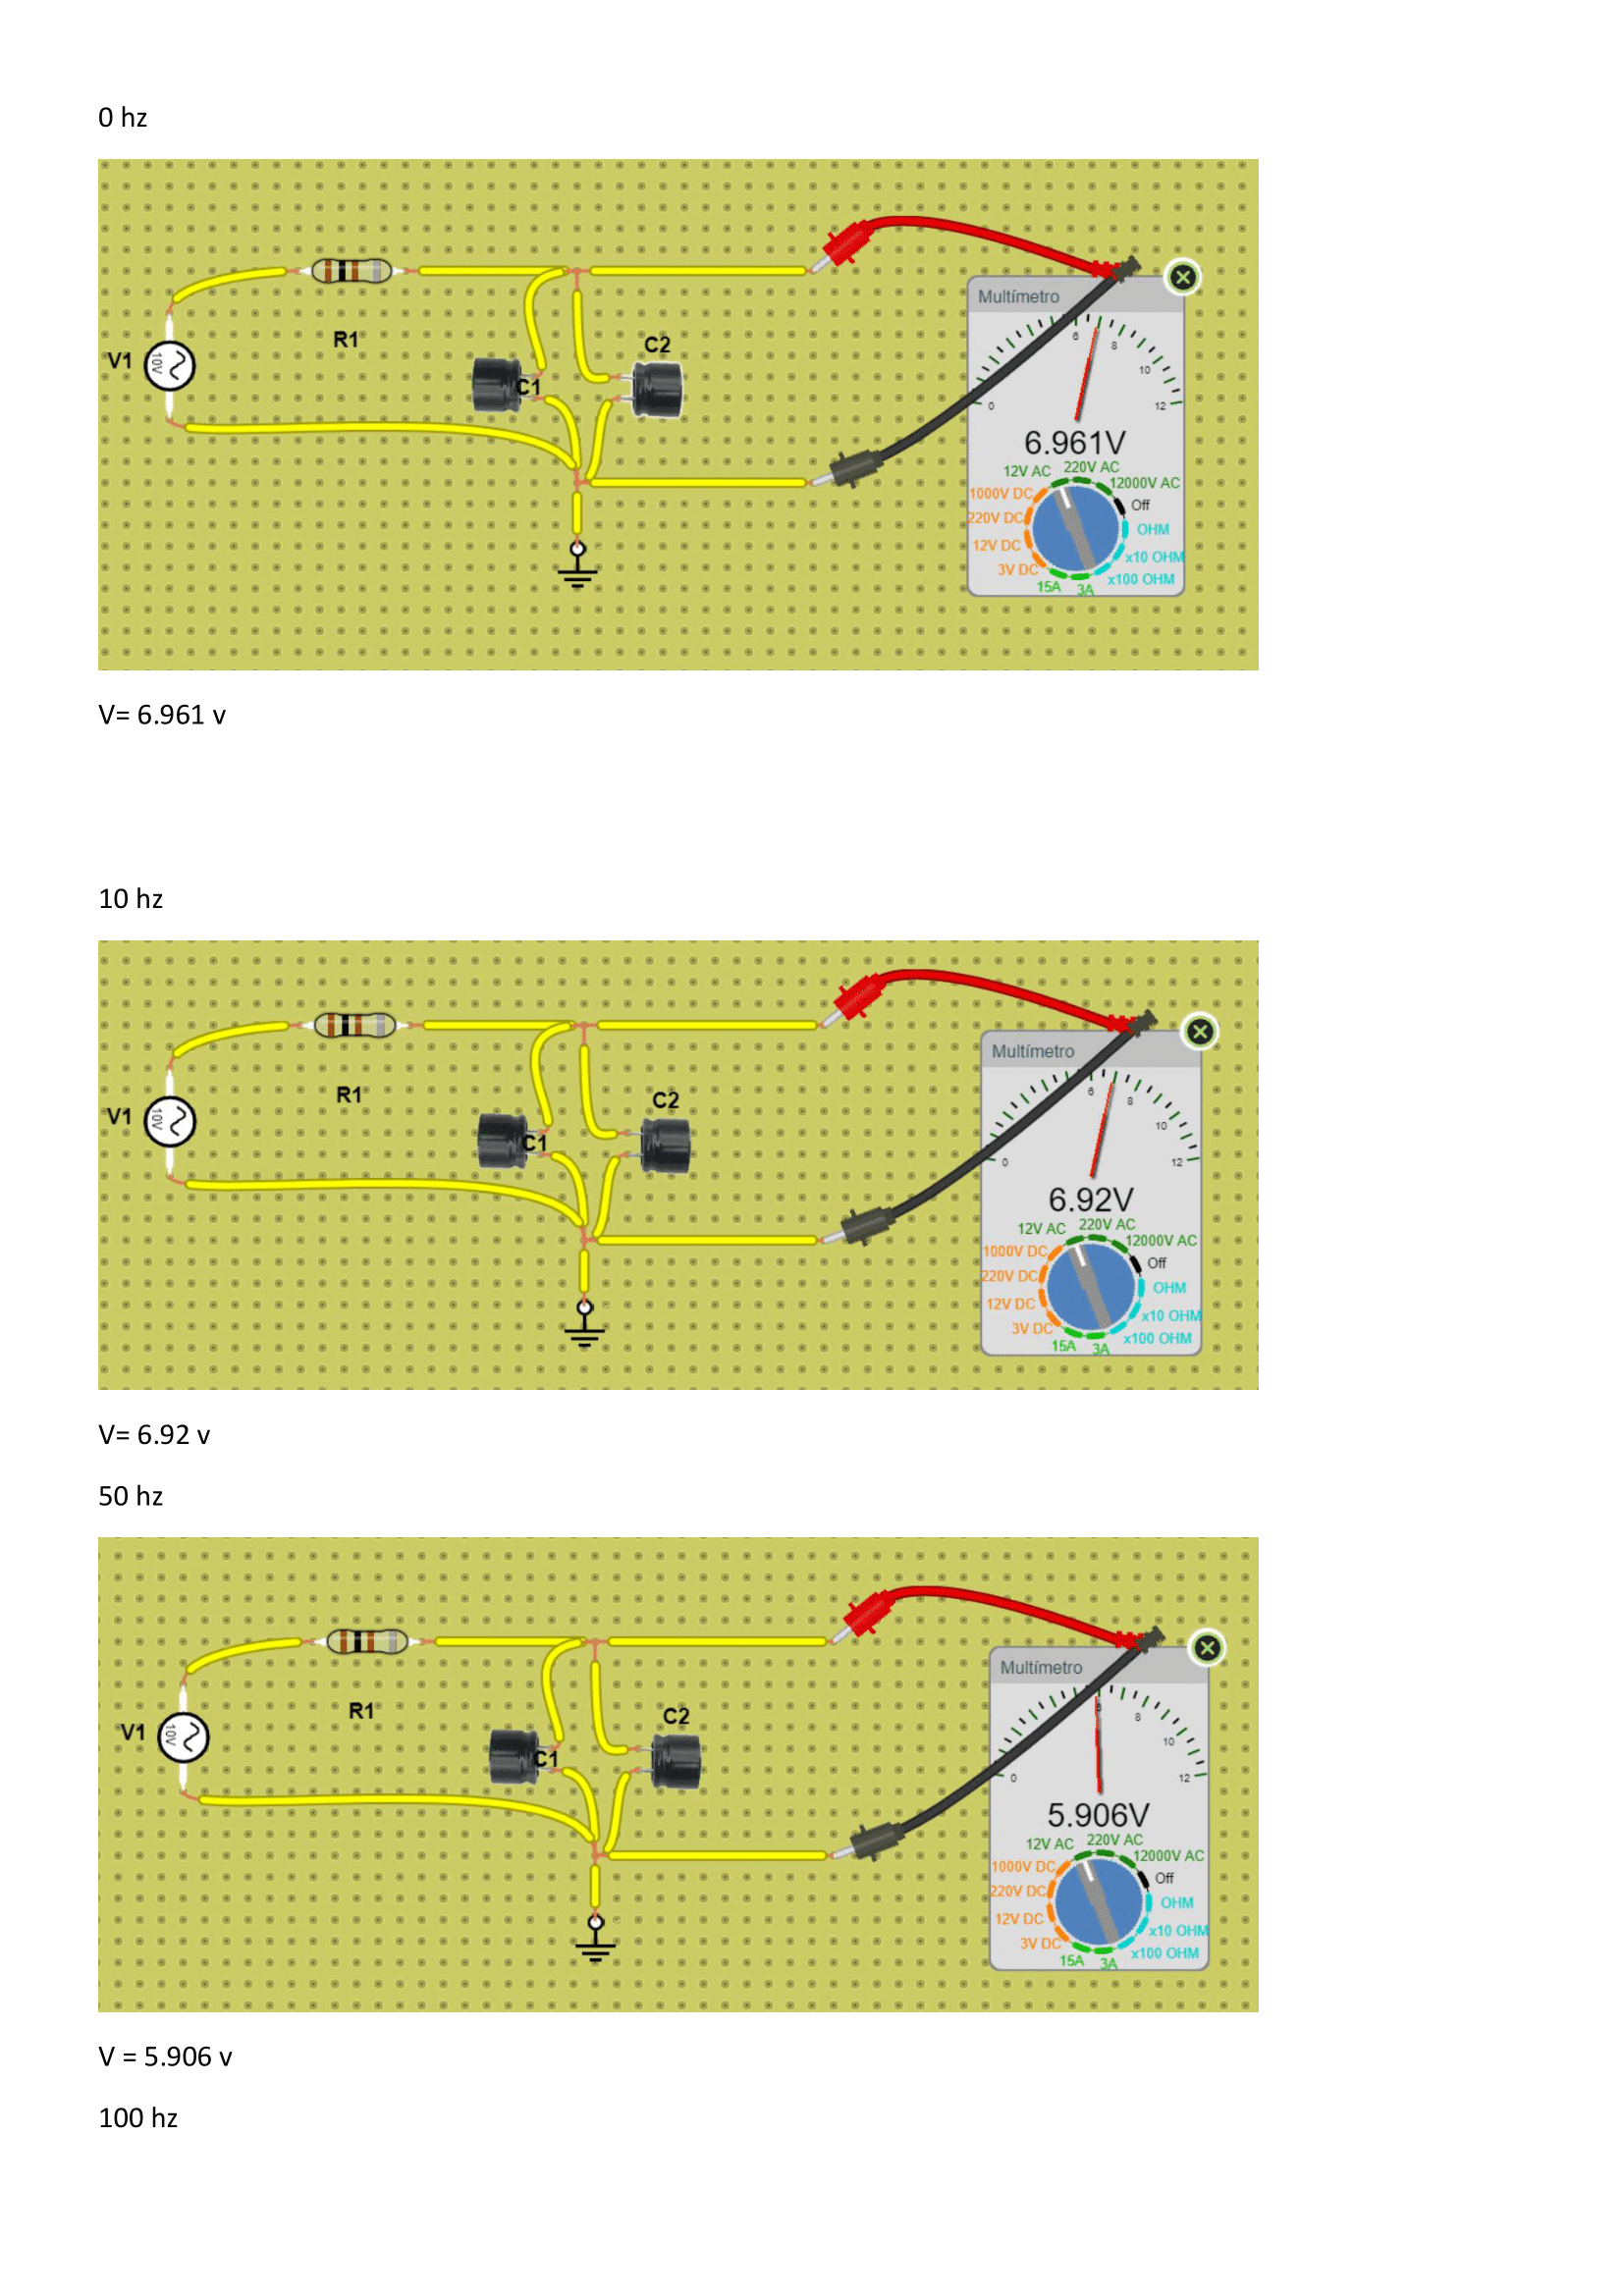 0 hz
Multímetro
R1
V1
10V
C1
C2
0
6
8
10
12
6.961V
12V AC
220V AC
12000V AC
1000V DC
Off
220V DC
OHM
12V DC
x10 OHM
3V DC
x100 OHM
15A
3A
V= 6.961 v
10 hz
Multímetro
R1
V1
10V
C1
C2
0
6
8
10
12
6.92V
12V AC
220V AC
12000V AC
1000V DC
Off
220V DC
OHM
12V DC
x10 OHM
3V DC
x100 OHM
15A
3A
V= 6.92 v
50 hz
Multímetro
R1
V1
10V
C1
C2
0
6
8
10
12
5.906V
12V AC
220V AC
12000V AC
1000V DC
Off
220V DC
OHM
12V DC
x10 OHM
3V DC
x100 OHM
15A
3A
V = 5.906 v
100 hz